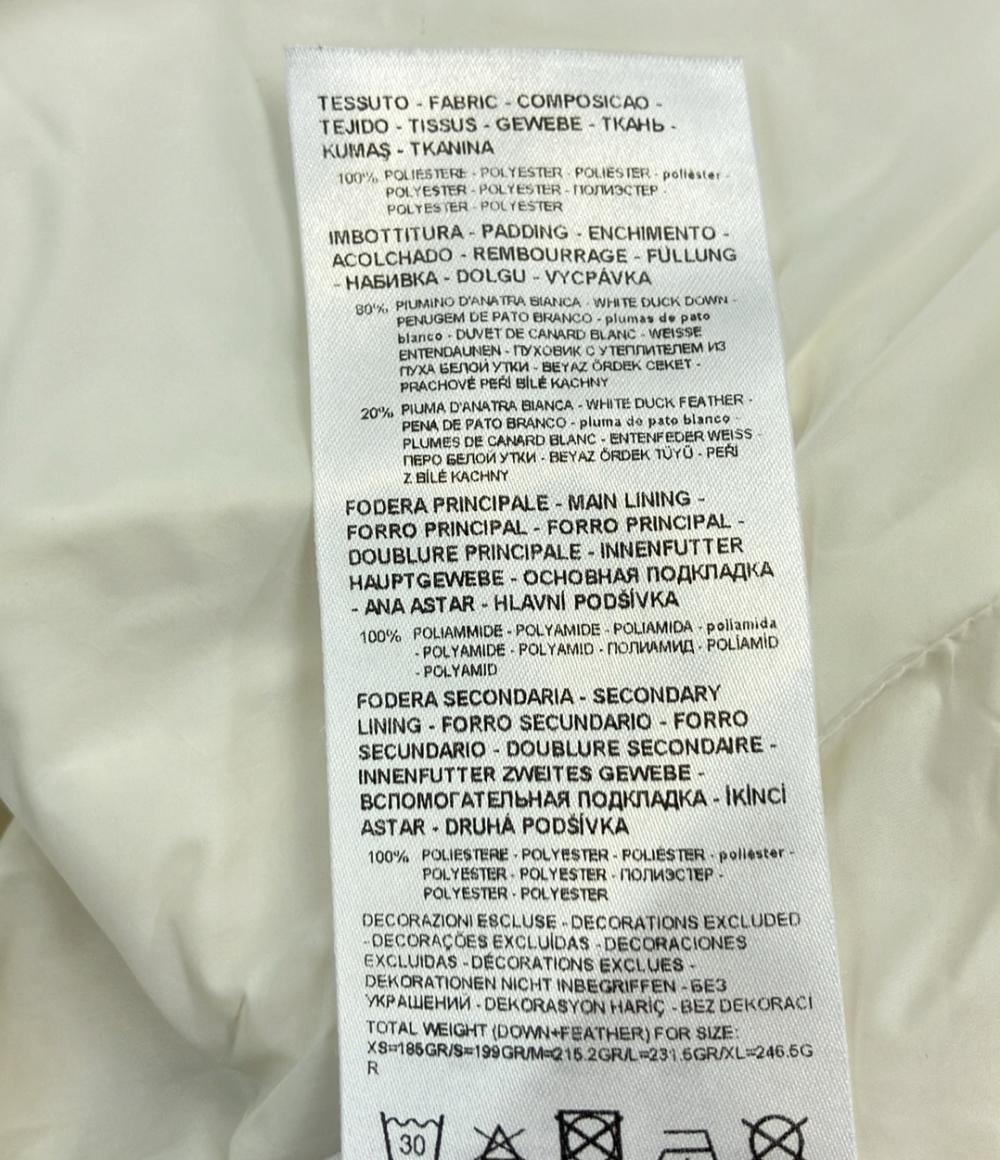 TESSUTO - FABRIC - COMPOSICAO -
TEJIDO - TISSUS - GEWEBE - ТКАНЬ -
KUMAŞ - TKANINA
100% POLIESTERE - POLYESTER - POLIÉSTER - poliéster -
POLYESTER - POLYESTER - ПОЛИЭСТЕР -
POLYESTER - POLYESTER
IMBOTTITURA - PADDING - ENCHIMENTO -
ACOLCHADO - REMBOURRAGE - FÜLLUNG
- НАБИВКА - DOLGU - VYCPÁVKA
80% PIUMINO D'ANATRA BIANCA - WHITE DUCK DOWN -
PENUGEM DE PATO BRANCO - plumas de pato
blanco - DUVET DE CANARD BLANC - WEISSE
ENTENDAUNEN - ПУХОВИК С УТЕПЛИТЕЛЕМ ИЗ
ПУХА БЕЛОЙ УТКИ - BEYAZ ÖRDEK CEKET -
PRACHOVÉ PEŘÍ BÍLÉ KACHNY
20% PIUMA D'ANATRA BIANCA - WHITE DUCK FEATHER -
PENA DE PATO BRANCO - pluma de pato blanco -
PLUMES DE CANARD BLANC - ENTENFEDER WEISS -
ПЕРО БЕЛОЙ УТКИ - BEYAZ ÖRDEK TÜYÜ - PEŘÍ
Z BÍLÉ KACHNY
FODERA PRINCIPALE - MAIN LINING -
FORRO PRINCIPAL - FORRO PRINCIPAL -
DOUBLURE PRINCIPALE - INNENFUTTER
HAUPTGEWEBE - ОСНОВНАЯ ПОДКЛАДКА
- ANA ASTAR - HLAVNÍ PODŠÍVKA
100% POLIAMMIDE - POLYAMIDE - POLIAMIDA - poliamida
- POLYAMIDE - POLYAMID - ПОЛИАМИД - POLİAMİD
- POLYAMID
FODERA SECONDARIA - SECONDARY
LINING - FORRO SECUNDARIO - FORRO
SECUNDARIO - DOUBLURE SECONDAIRE -
INNENFUTTER ZWEITES GEWEBE -
ВСПОМОГАТЕЛЬНАЯ ПОДКЛАДКА - İKİNCİ
ASTAR - DRUHÁ PODŠÍVKA
100% POLIESTERE - POLYESTER - POLIÉSTER - poliéster -
POLYESTER - POLYESTER - ПОЛИЭСТЕР -
POLYESTER - POLYESTER
DECORAZIONI ESCLUSE - DECORATIONS EXCLUDED
- DECORAÇÕES EXCLUÍDAS - DECORACIONES
EXCLUIDAS - DÉCORATIONS EXCLUES -
DEKORATIONEN NICHT INBEGRIFFEN - БЕЗ
УКРАШЕНИЙ - DEKORASYON HARİÇ - BEZ DEKORACÍ
TOTAL WEIGHT (DOWN+FEATHER) FOR SIZE:
XS=185GR/S=199GR/M=215.2GR/L=231.5GR/XL=246.5G
R
30